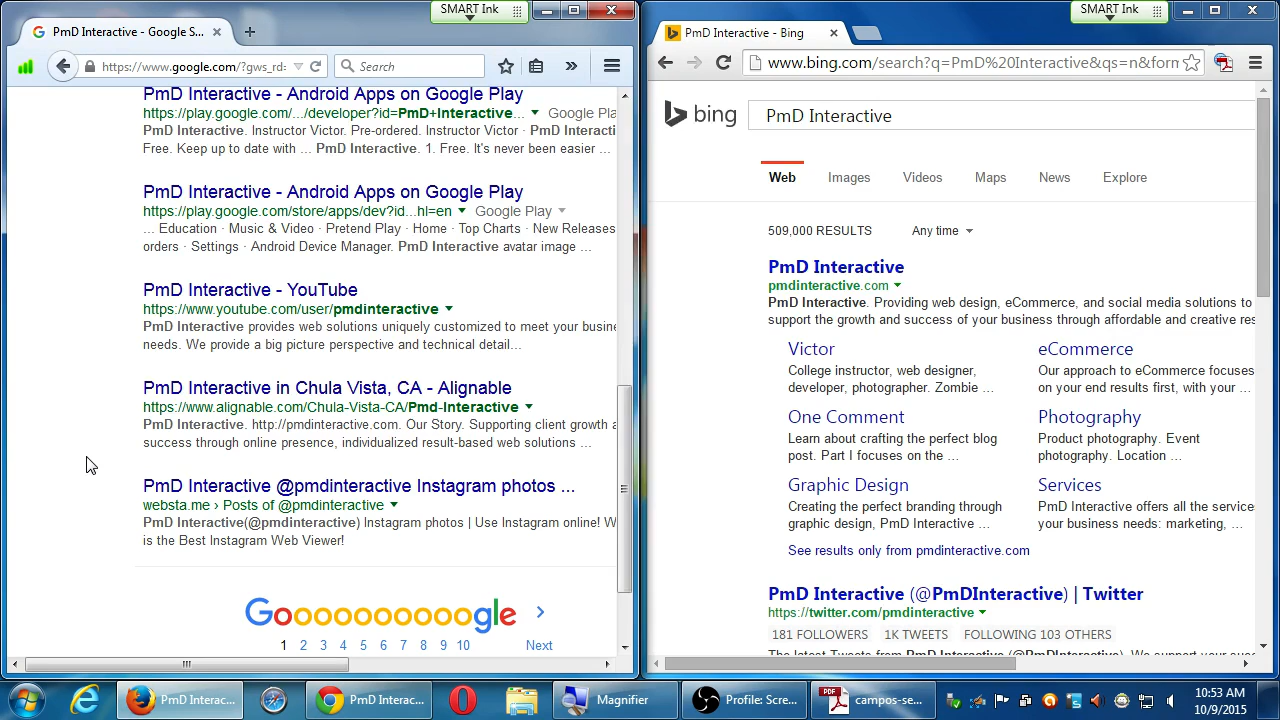 SMART Ink
PmD Interactive - Google S...
https://www.google.com/?gws_rd=
Search
PmD Interactive - Android Apps on Google Play
https://play.google.com/.../developer?id=PmD+Interactive...
Google Pla
PmD Interactive. Instructor Victor. Pre-ordered. Instructor Victor · PmD Interacti
Free. Keep up to date with ... PmD Interactive. 1. Free. It's never been easier ...
PmD Interactive - Android Apps on Google Play
https://play.google.com/store/apps/dev?id...hl=en
Google Play
... Education · Music & Video · Pretend Play · Home · Top Charts · New Releases
orders · Settings · Android Device Manager. PmD Interactive avatar image ...
PmD Interactive - YouTube
https://www.youtube.com/user/pmdinteractive
PmD Interactive provides web solutions uniquely customized to meet your busine
needs. We provide a big picture perspective and technical detail...
PmD Interactive in Chula Vista, CA - Alignable
https://www.alignable.com/Chula-Vista-CA/Pmd-Interactive
PmD Interactive. http://pmdinteractive.com. Our Story. Supporting client growth a
success through online presence, individualized result-based web solutions ...
PmD Interactive @pmdinteractive Instagram photos ...
websta.me › Posts of @pmdinteractive
PmD Interactive(@pmdinteractive) Instagram photos | Use Instagram online! W
is the Best Instagram Web Viewer!
Goooooooooogle
1 2 3 4 5 6 7 8 9 10 Next
SMART Ink
PmD Interactive - Bing
www.bing.com/search?q=PmD%20Interactive&qs=n&form
bing
PmD Interactive
Web Images Videos Maps News Explore
509,000 RESULTS Any time
PmD Interactive
pmdinteractive.com
PmD Interactive. Providing web design, eCommerce, and social media solutions to
support the growth and success of your business through affordable and creative res
Victor
College instructor, web designer,
developer, photographer. Zombie ...
eCommerce
Our approach to eCommerce focuses
on your end results first, with your ...
One Comment
Learn about crafting the perfect blog
post. Part I focuses on the ...
Photography
Product photography. Event
Photography. Location ...
Graphic Design
Creating the perfect branding through
graphic design, PmD Interactive ...
Services
PmD Interactive offers all the service
your business needs: marketing, ...
See results only from pmdinteractive.com
PmD Interactive (@PmDInteractive) | Twitter
https://twitter.com/pmdinteractive
181 FOLLOWERS 1K TWEETS FOLLOWING 103 OTHERS
The latest Tweets from PmD Interactive (@PmDInteractive). We support your
PmD Interac...
PmD Interac...
Magnifier
Profile: Scre...
PDF
campos-se...
10:53 AM
10/9/2015